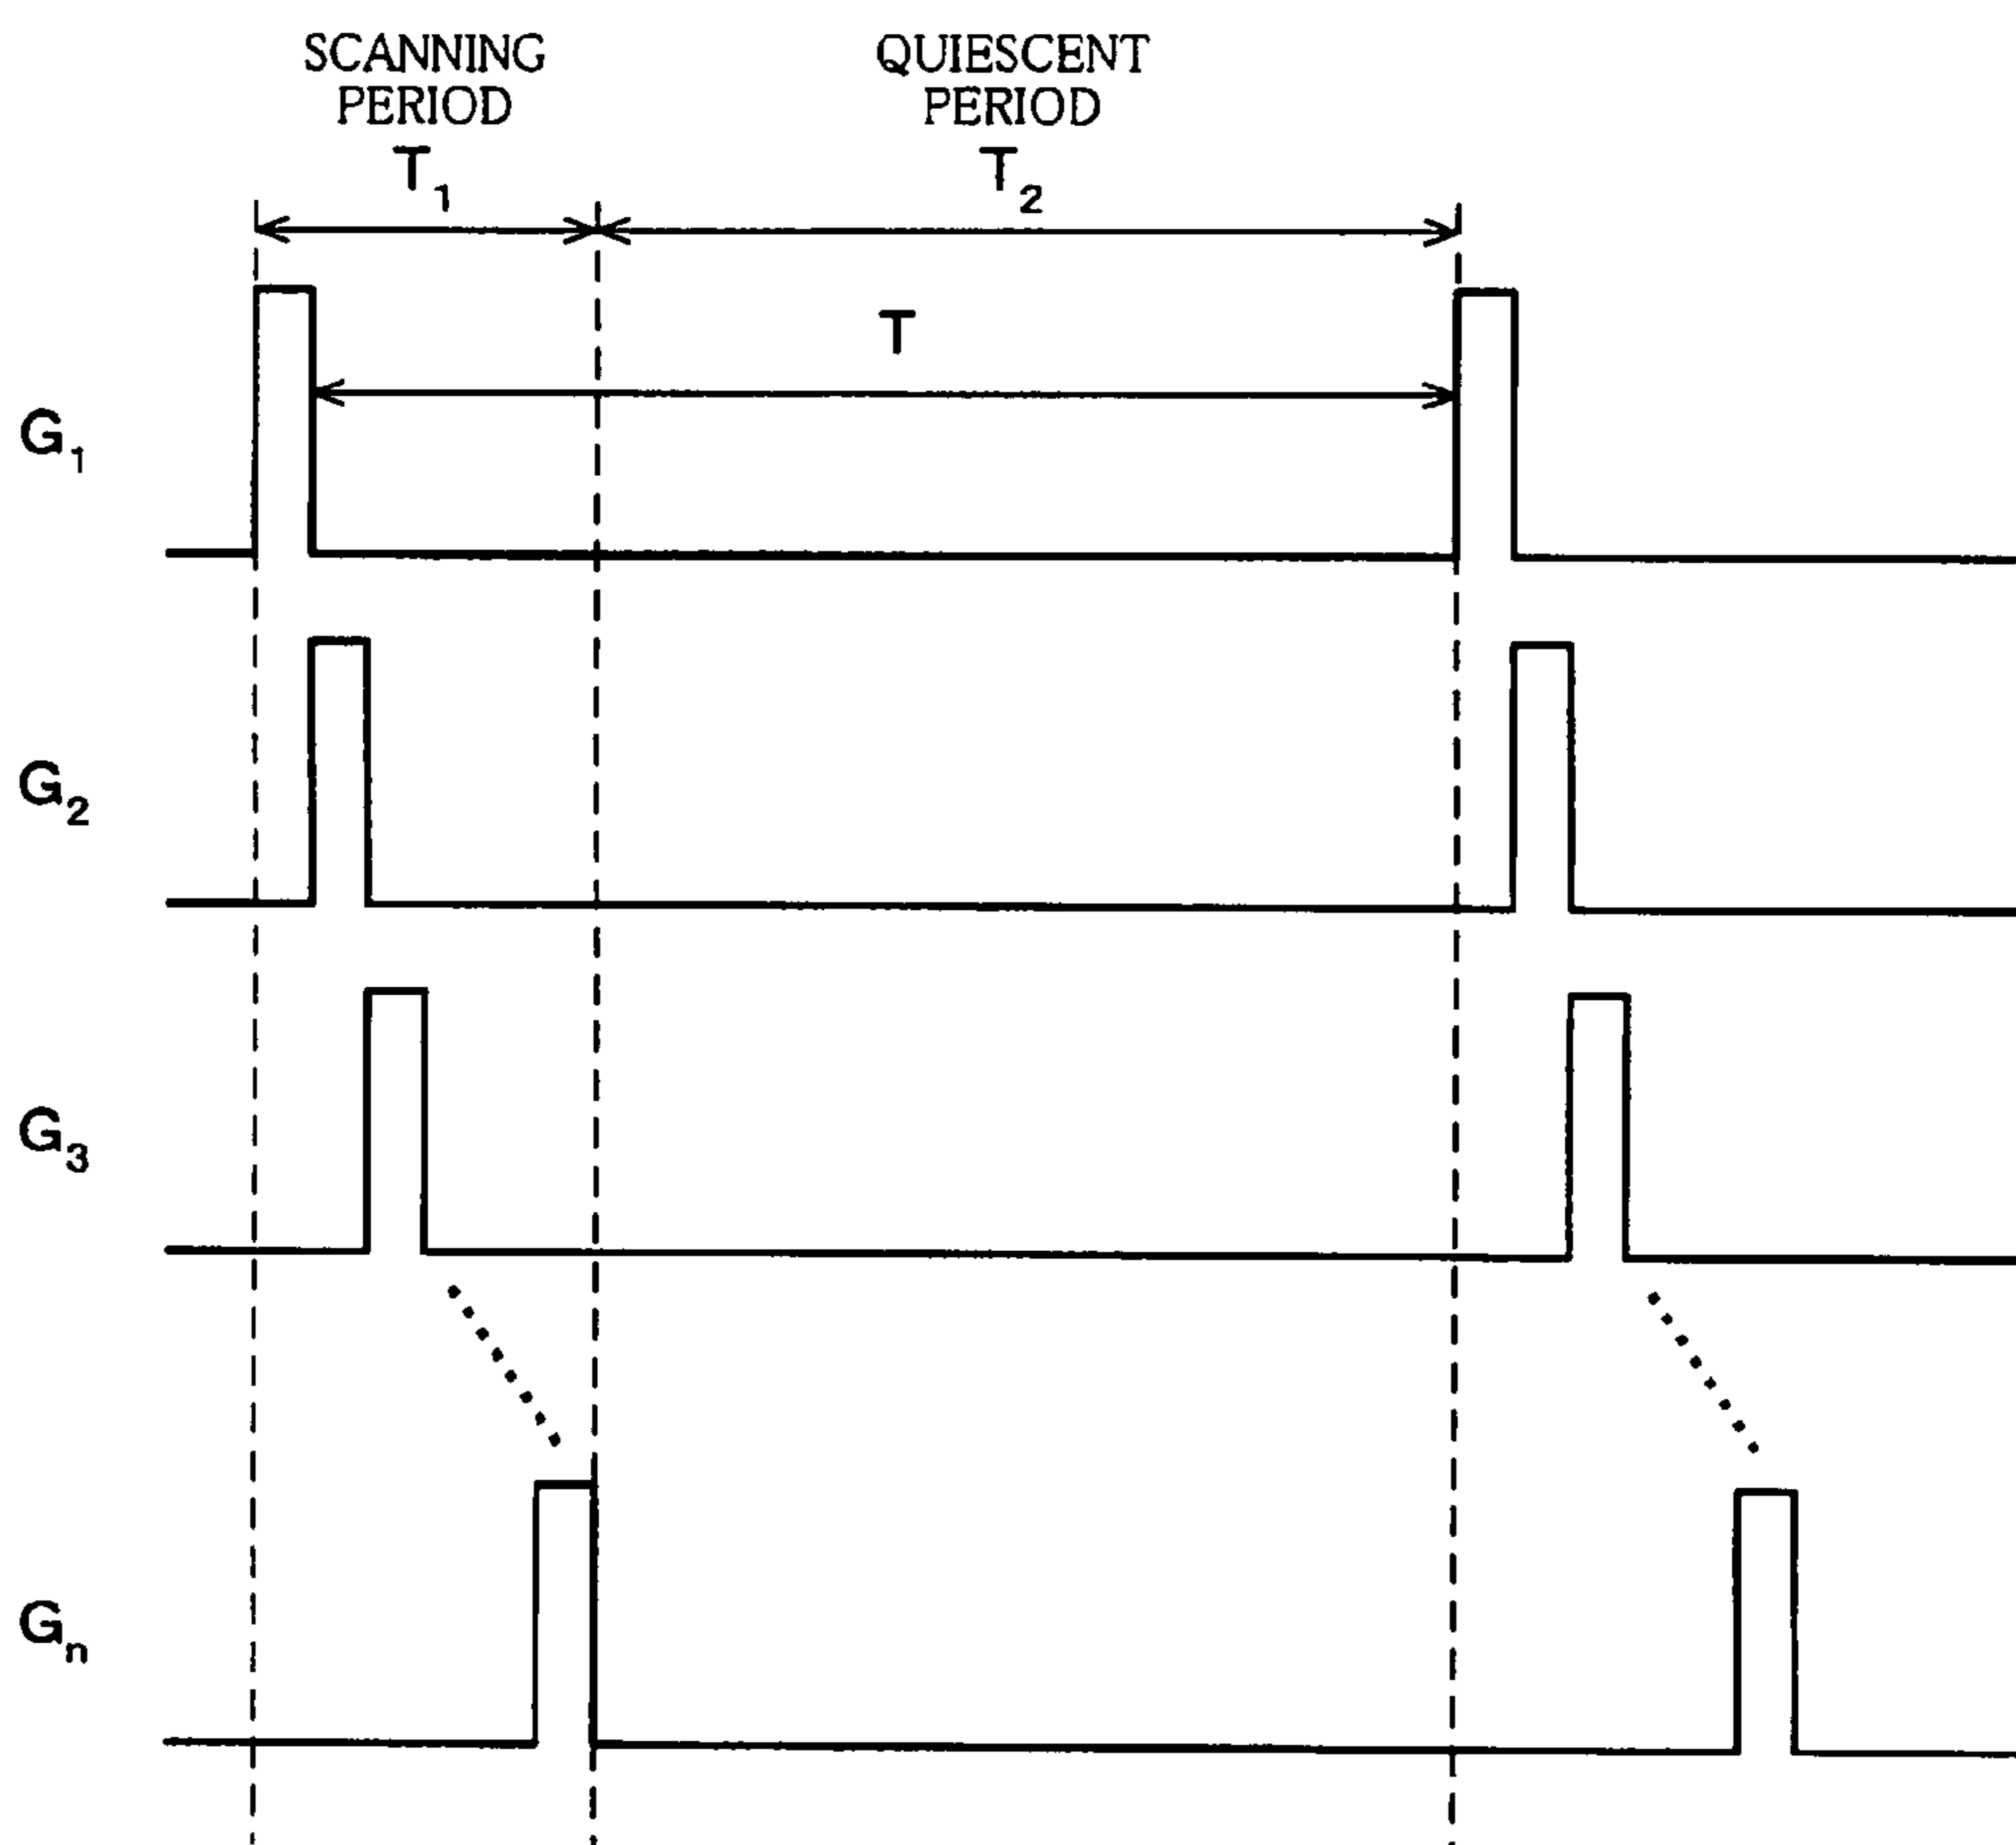 SCANNING
PERIOD
T₁
QUIESCENT
PERIOD
T₂
T
G₁
G₂
G₃
Gₙ